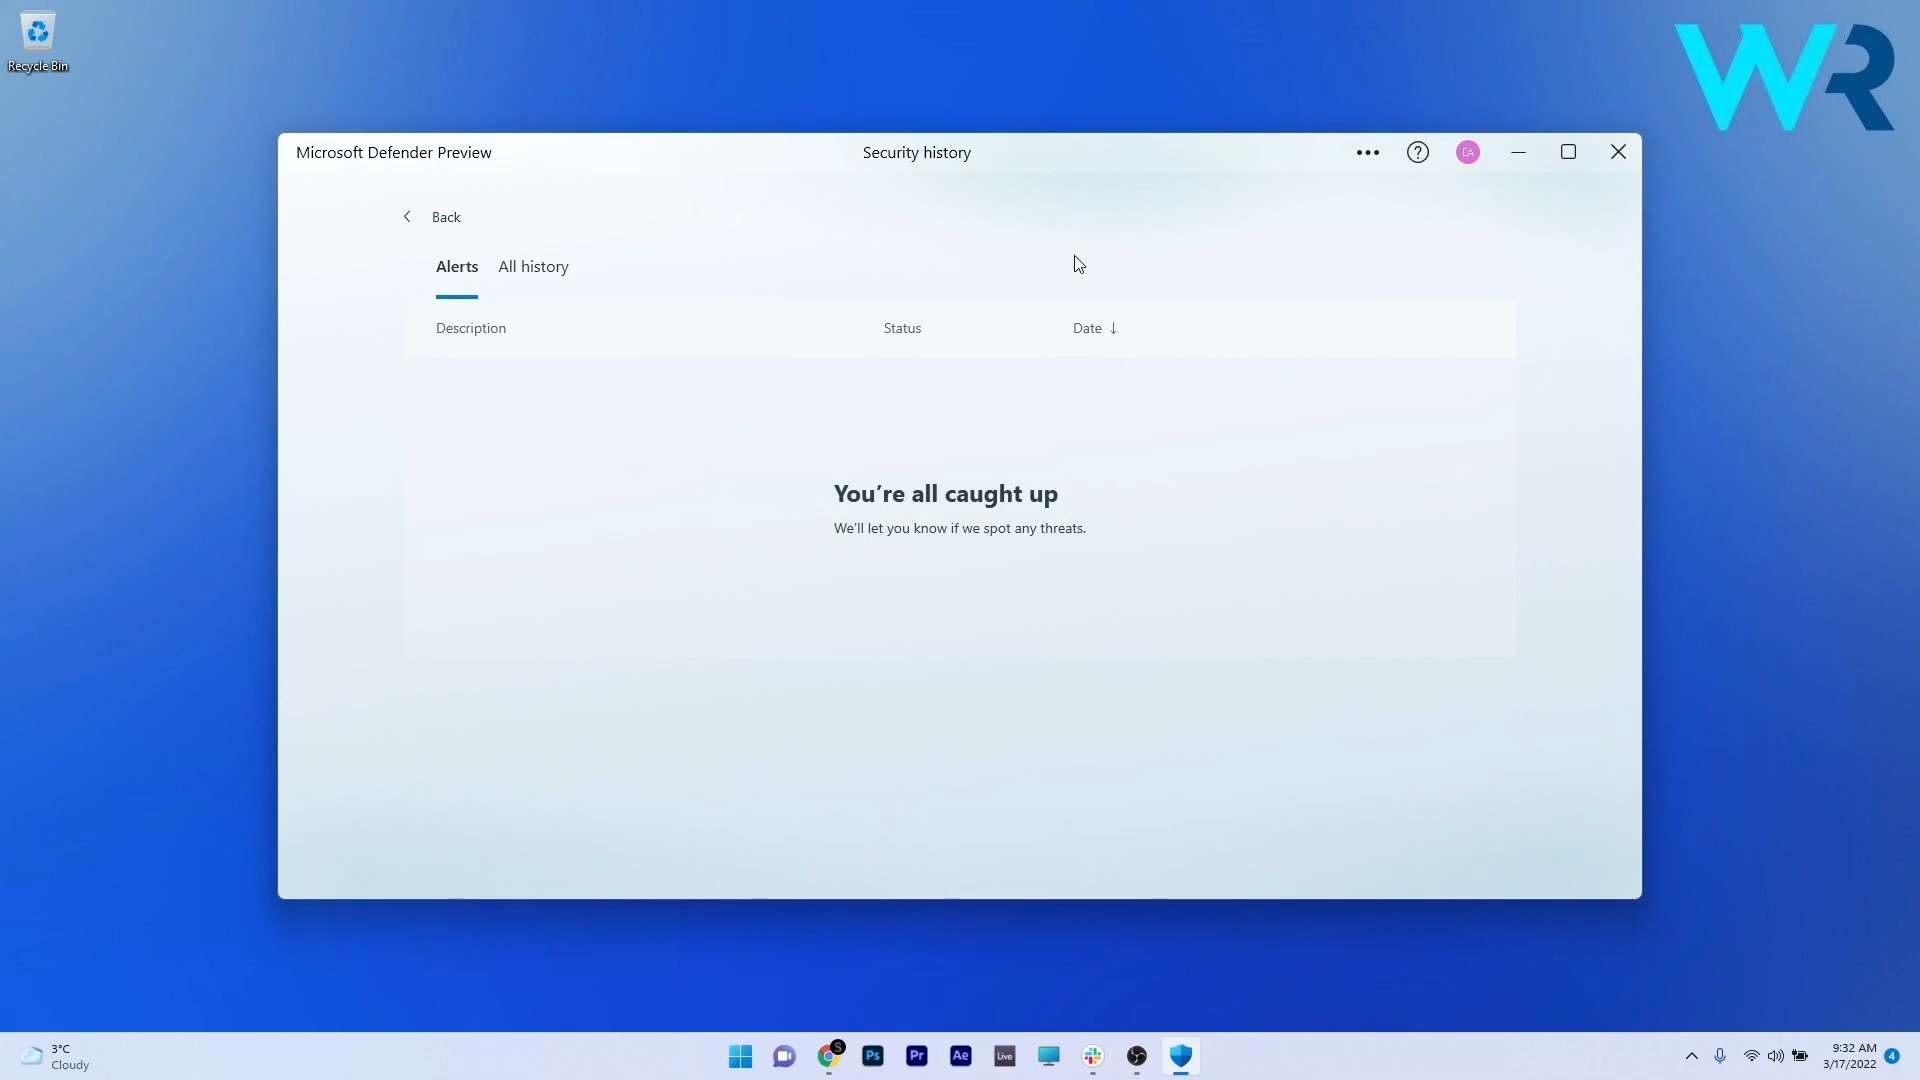 Recycle Bin
WR
Microsoft Defender Preview
Security history
EA
Back
Alerts
All history
Description
Status
Date ↓
You’re all caught up
We’ll let you know if we spot any threats.
3°C
Cloudy
S
Ps
Pr
Ae
Live
9:32 AM
3/17/2022
4